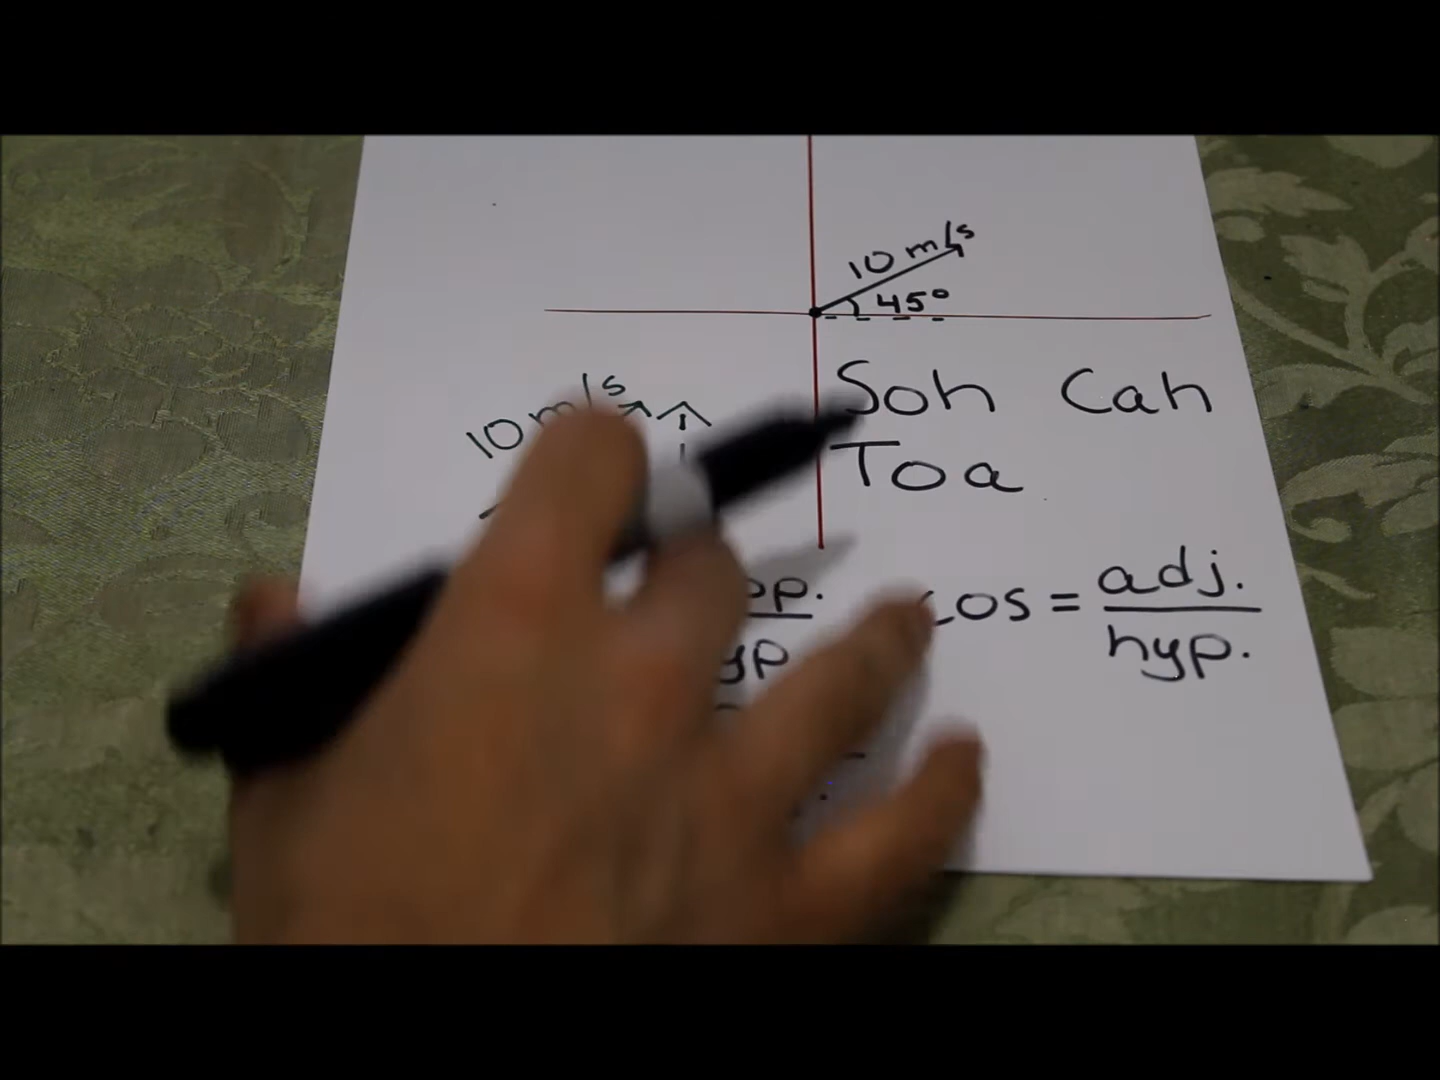 10 m/s
45°
10 m/s
Soh Cah
Toa
cos = adj.
hyp.